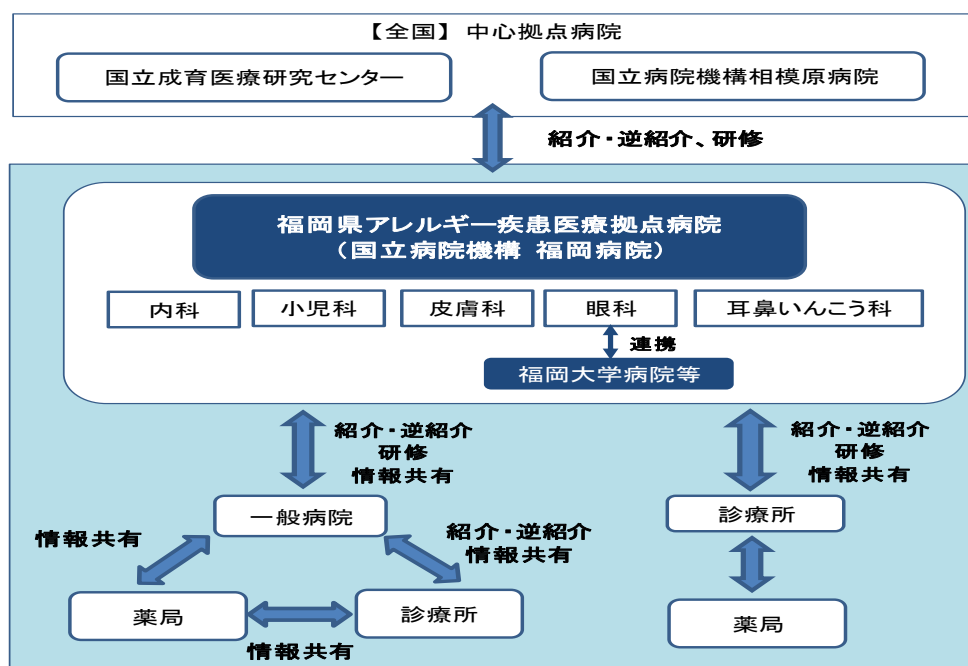 【全国】 中心拠点病院
国立成育医療研究センター
国立病院機構相模原病院
紹介・逆紹介、研修
福岡県アレルギー疾患医療拠点病院
（国立病院機構 福岡病院）
内科
小児科
皮膚科
眼科
耳鼻いんこう科
連携
福岡大学病院等
紹介・逆紹介
研修
情報共有
紹介・逆紹介
研修
情報共有
一般病院
診療所
情報共有
紹介・逆紹介
情報共有
薬局
診療所
薬局
情報共有